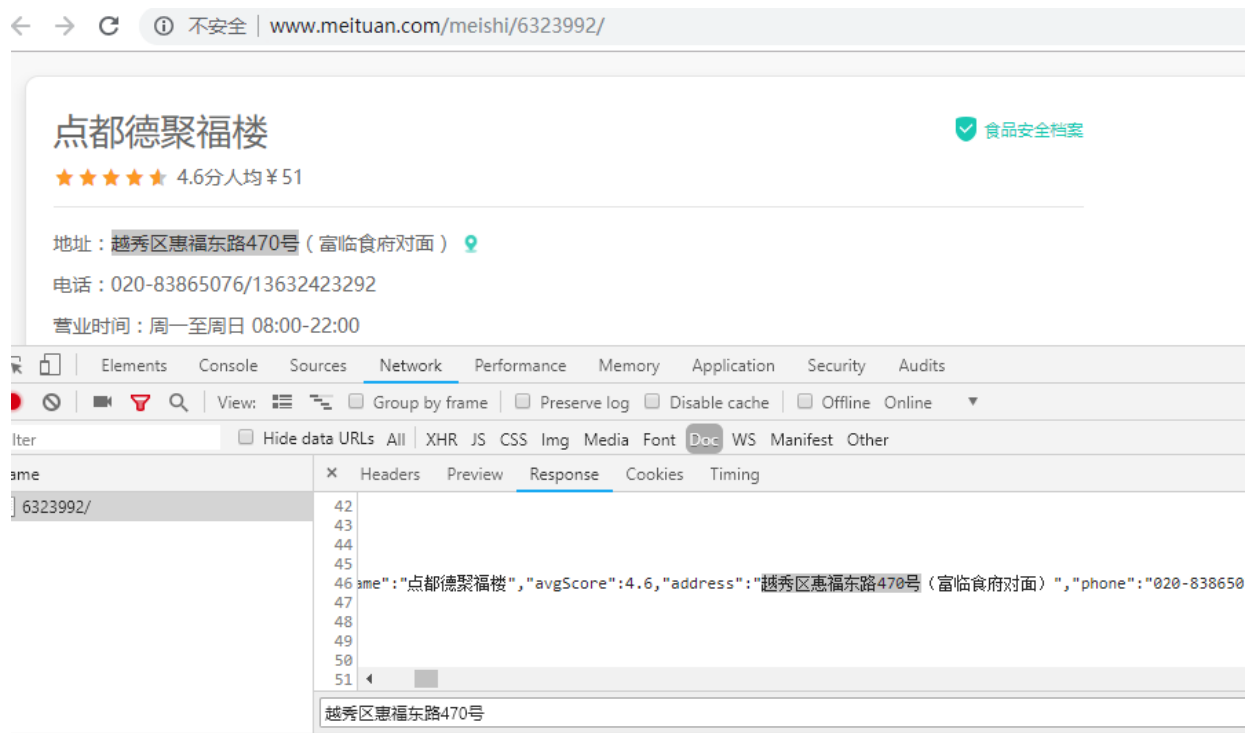 不安全 www.meituan.com/meishi/6323992/
点都德聚福楼
食品安全档案
4.6分人均¥51
地址：越秀区惠福东路470号（富临食府对面）
电话：020-83865076/13632423292
营业时间：周一至周日 08:00-22:00
Elements Console Sources Network Performance Memory Application Security Audits
View: Group by frame Preserve log Disable cache Offline Online
lter Hide data URLs All XHR JS CSS Img Media Font Doc WS Manifest Other
ame × Headers Preview Response Cookies Timing
6323992/
42
43
44
45
46 ame":"点都德聚福楼","avgScore":4.6,"address":"越秀区惠福东路470号（富临食府对面）","phone":"020-838650
47
48
49
50
51
越秀区惠福东路470号